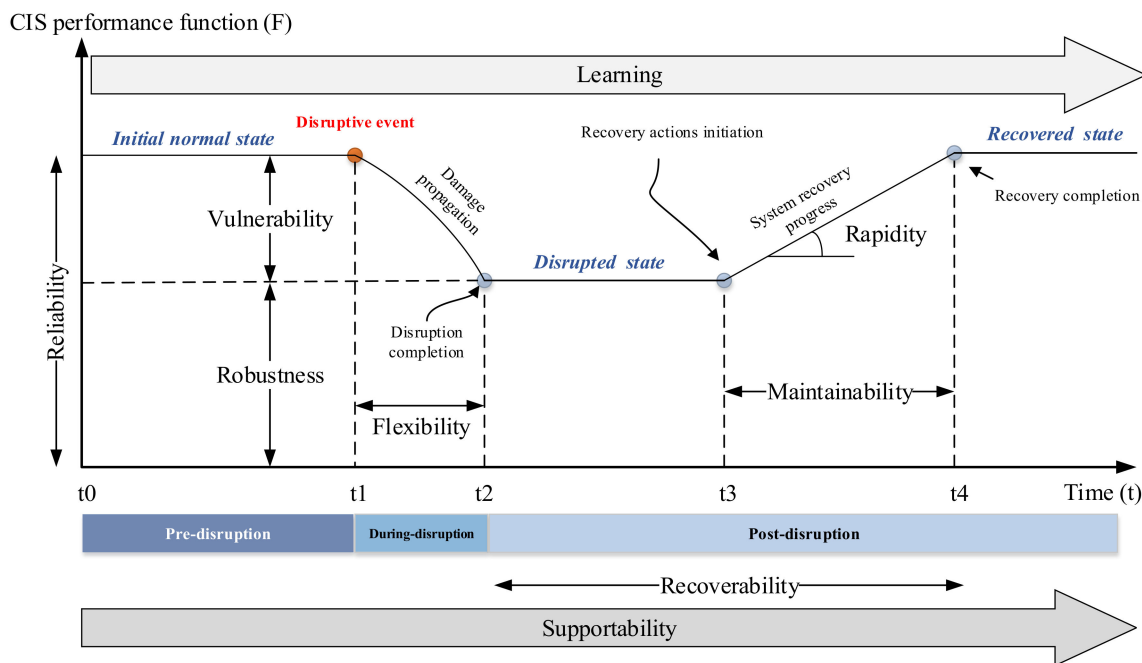 CIS performance function (F)
Learning
Initial normal state
Disruptive event
Recovery actions initiation
Recovered state
Damage
propagation
System recovery
progress
Recovery completion
Vulnerability
Rapidity
Disrupted state
Reliability
Disruption
completion
Robustness
Maintainability
Flexibility
t0
t1
t2
t3
t4
Time (t)
Pre-disruption
During-disruption
Post-disruption
Recoverability
Supportability